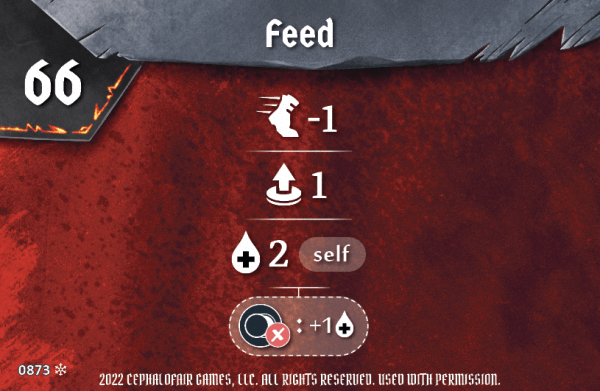 Feed
66
-1
1
2 self
: +1
0873
2022 CEPHALOFAIR GAMES, LLC. ALL RIGHTS RESERVED. USED WITH PERMISSION.